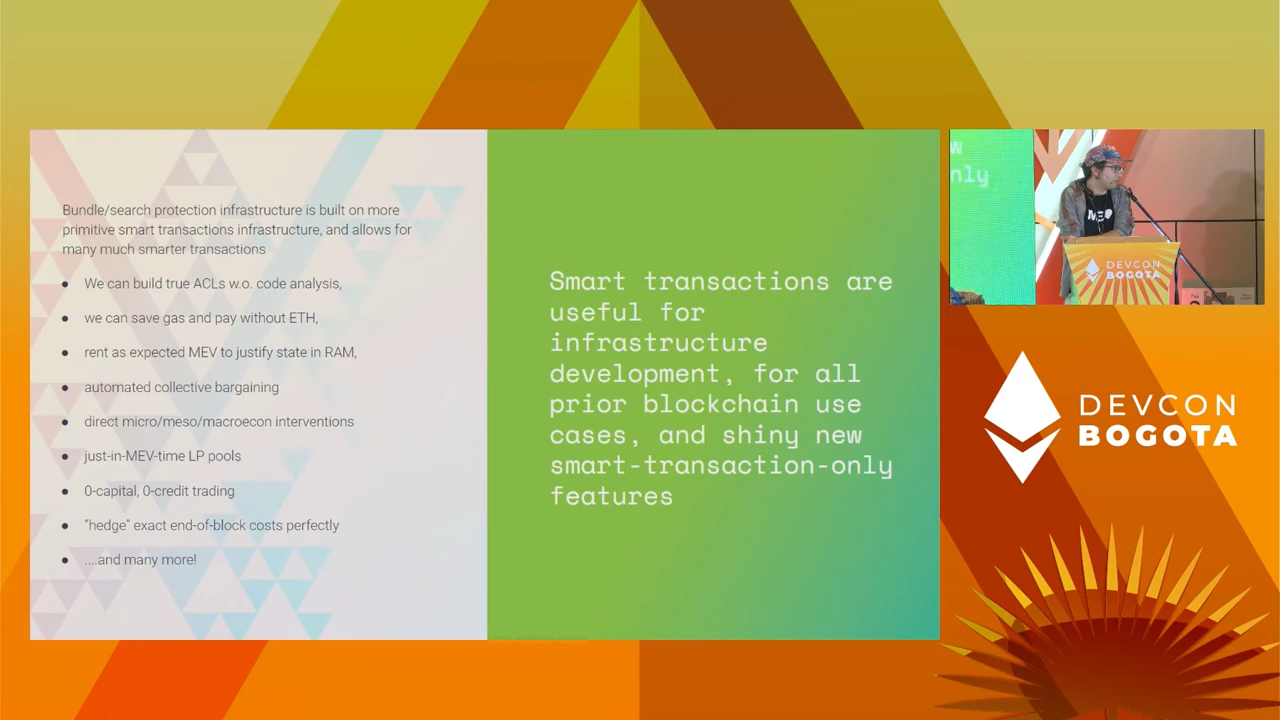 Bundle/search protection infrastructure is built on more
primitive smart transactions infrastructure, and allows for
many much smarter transactions
● We can build true ACLs w.o. code analysis,
● we can save gas and pay without ETH,
● rent as expected MEV to justify state in RAM,
● automated collective bargaining
● direct micro/meso/macroecon interventions
● just-in-MEV-time LP pools
● 0-capital, 0-credit trading
● “hedge” exact end-of-block costs perfectly
● ....and many more!
Smart transactions are
useful for
infrastructure
development, for all
prior blockchain use
cases, and shiny new
smart-transaction-only
features
w
nly
DEVCON
BOGOTA
DEVCON
BOGOTA